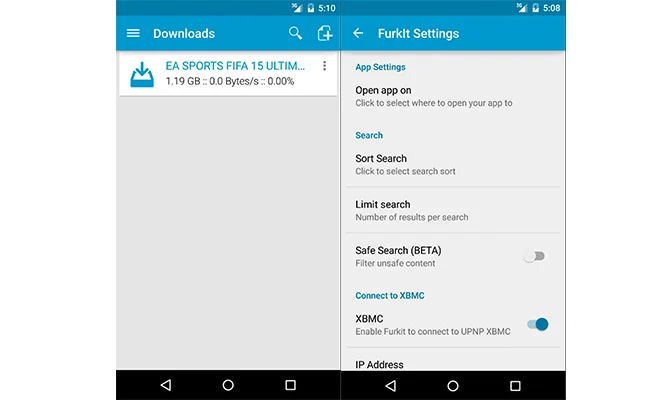 3G 5:10
Downloads
EA SPORTS FIFA 15 ULTIM...
1.19 GB :: 0.0 Bytes/s :: 0.00%
3G 5:08
FurkIt Settings
App Settings
Open app on
Click to select where to open your app to
Search
Sort Search
Click to select search sort
Limit search
Number of results per search
Safe Search (BETA)
Filter unsafe content
Connect to XBMC
XBMC
Enable Furkit to connect to UPNP XBMC
IP Address